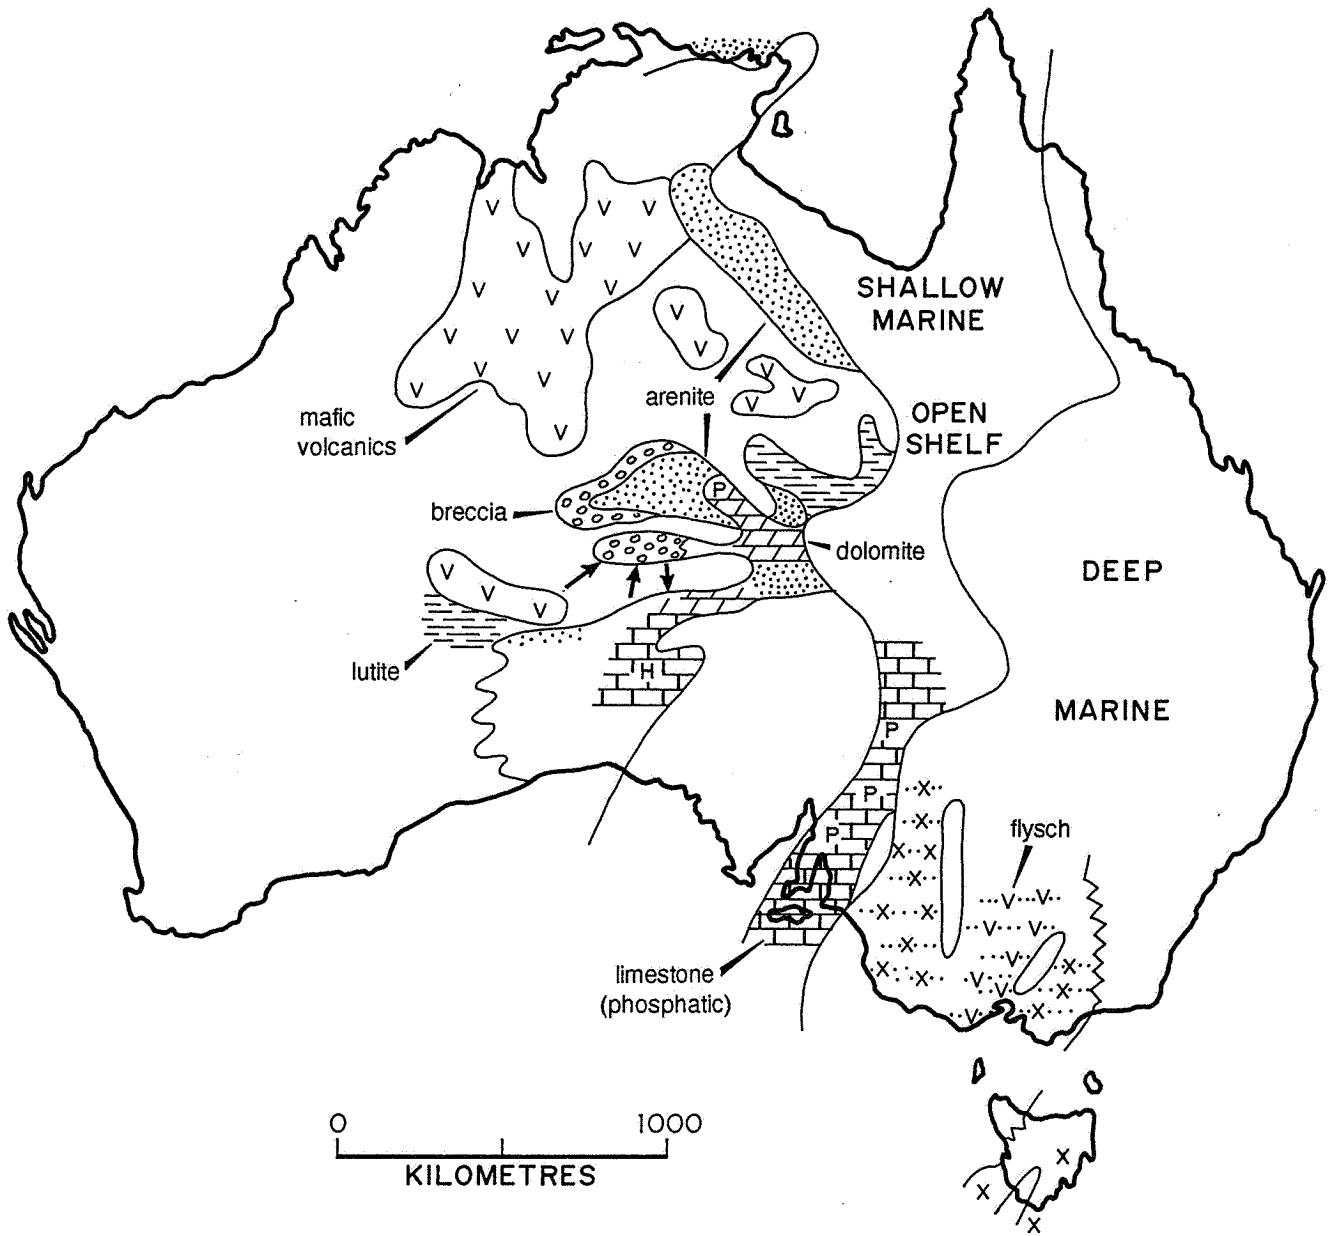 SHALLOW
MARINE
arenite
OPEN
SHELF
mafic
volcanics
breccia
dolomite
DEEP
lutite
MARINE
flysch
limestone
(phosphatic)
V V V
V V V
V V V
V V V V
V V V V V
V V
V
P
V
V
V
H
P
P X
X
P
X X
X
V V
X X
V V
X
V
X X
X
V
V
X
V X
0 1000
KILOMETRES
X
X
X